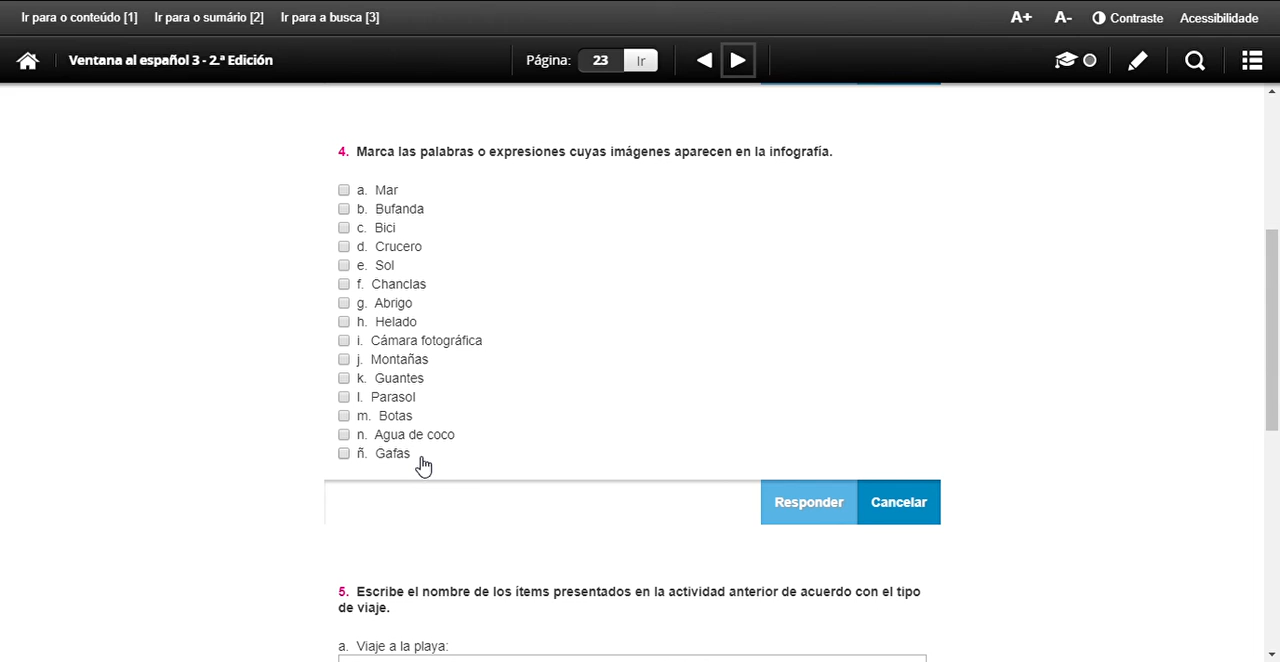 Ir para o conteúdo [1] Ir para o sumário [2] Ir para a busca [3] A+ A- Contraste Acessibilidade
Ventana al español 3 - 2.ª Edición Página: 23 Ir
4. Marca las palabras o expresiones cuyas imágenes aparecen en la infografía.
a. Mar
b. Bufanda
c. Bici
d. Crucero
e. Sol
f. Chanclas
g. Abrigo
h. Helado
i. Cámara fotográfica
j. Montañas
k. Guantes
l. Parasol
m. Botas
n. Agua de coco
ñ. Gafas
Responder Cancelar
5. Escribe el nombre de los ítems presentados en la actividad anterior de acuerdo con el tipo
de viaje.
a. Viaje a la playa: